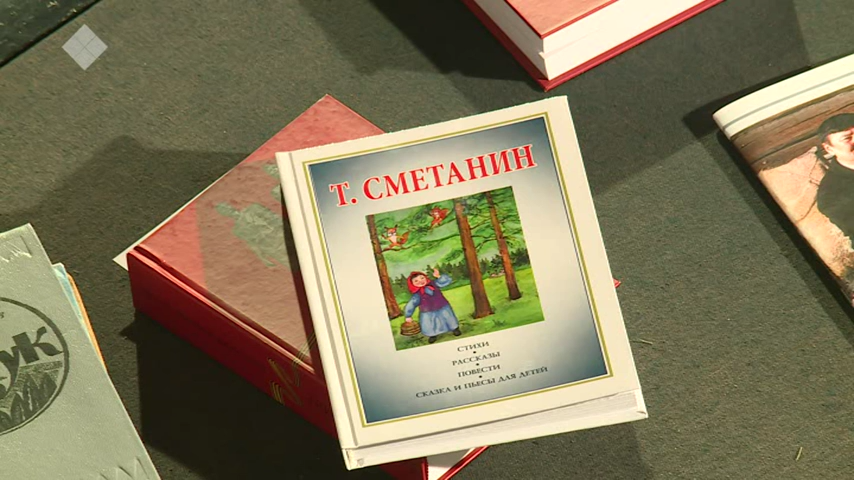 Т. СМЕТАНИН
СТИХИ
РАССКАЗЫ
ПОВЕСТИ
СКАЗКА И ПЬЕСЫ ДЛЯ ДЕТЕЙ